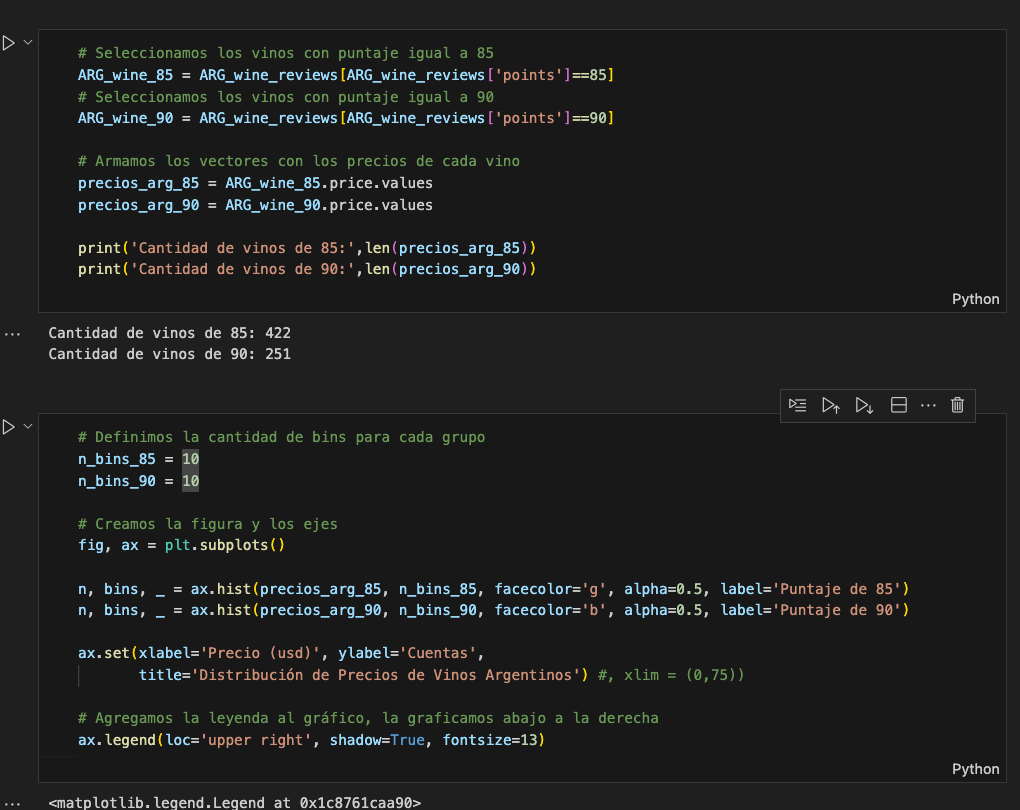 # Seleccionamos los vinos con puntaje igual a 85
ARG_wine_85 = ARG_wine_reviews[ARG_wine_reviews['points']==85]
# Seleccionamos los vinos con puntaje igual a 90
ARG_wine_90 = ARG_wine_reviews[ARG_wine_reviews['points']==90]
# Armamos los vectores con los precios de cada vino
precios_arg_85 = ARG_wine_85.price.values
precios_arg_90 = ARG_wine_90.price.values
print('Cantidad de vinos de 85:',len(precios_arg_85))
print('Cantidad de vinos de 90:',len(precios_arg_90))
Python
Cantidad de vinos de 85: 422
Cantidad de vinos de 90: 251
# Definimos la cantidad de bins para cada grupo
n_bins_85 = 10
n_bins_90 = 10
# Creamos la figura y los ejes
fig, ax = plt.subplots()
n, bins, _ = ax.hist(precios_arg_85, n_bins_85, facecolor='g', alpha=0.5, label='Puntaje de 85')
n, bins, _ = ax.hist(precios_arg_90, n_bins_90, facecolor='b', alpha=0.5, label='Puntaje de 90')
ax.set(xlabel='Precio (usd)', ylabel='Cuentas',
title='Distribución de Precios de Vinos Argentinos') #, xlim = (0,75))
# Agregamos la leyenda al gráfico, la graficamos abajo a la derecha
ax.legend(loc='upper right', shadow=True, fontsize=13)
Python
<matplotlib.legend.Legend at 0x1c8761caa90>